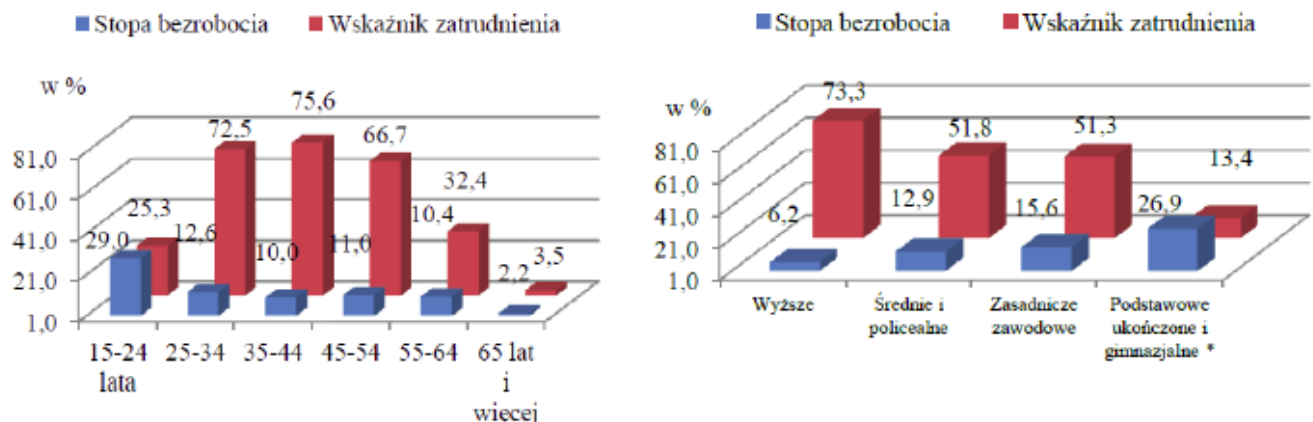 Stopa bezrobocia Wskaźnik zatrudnienia
w %
81,0
61,0
41,0
21,0
1,0
29,0 25,3 12,6 72,5 10,0 75,6 11,0 66,7 10,4 32,4 2,2 3,5
15-24 25-34 35-44 45-54 55-64 65 lat
lata i
więcej
Stopa bezrobocia Wskaźnik zatrudnienia
w %
81,0
61,0
41,0
21,0
1,0
6,2 73,3 12,9 51,8 15,6 51,3 26,9 13,4
Wyższe Średnie i Zasadnicze Podstawowe
policealne zawodowe ukończone i
gimnazjalne *